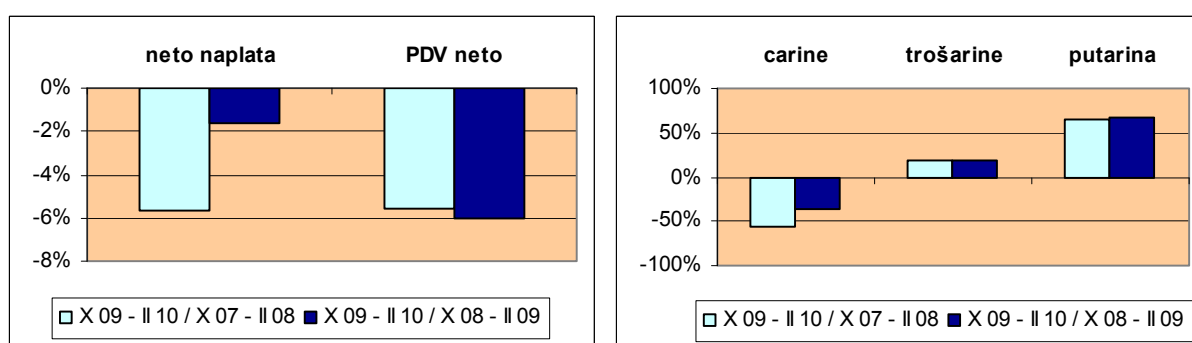 neto naplata PDV neto
0%
-2%
-4%
-6%
-8%
X 09 - II 10 / X 07 - II 08 X 09 - II 10 / X 08 - II 09
carine trošarine putarina
100%
50%
0%
-50%
-100%
X 09 - II 10 / X 07 - II 08 X 09 - II 10 / X 08 - II 09